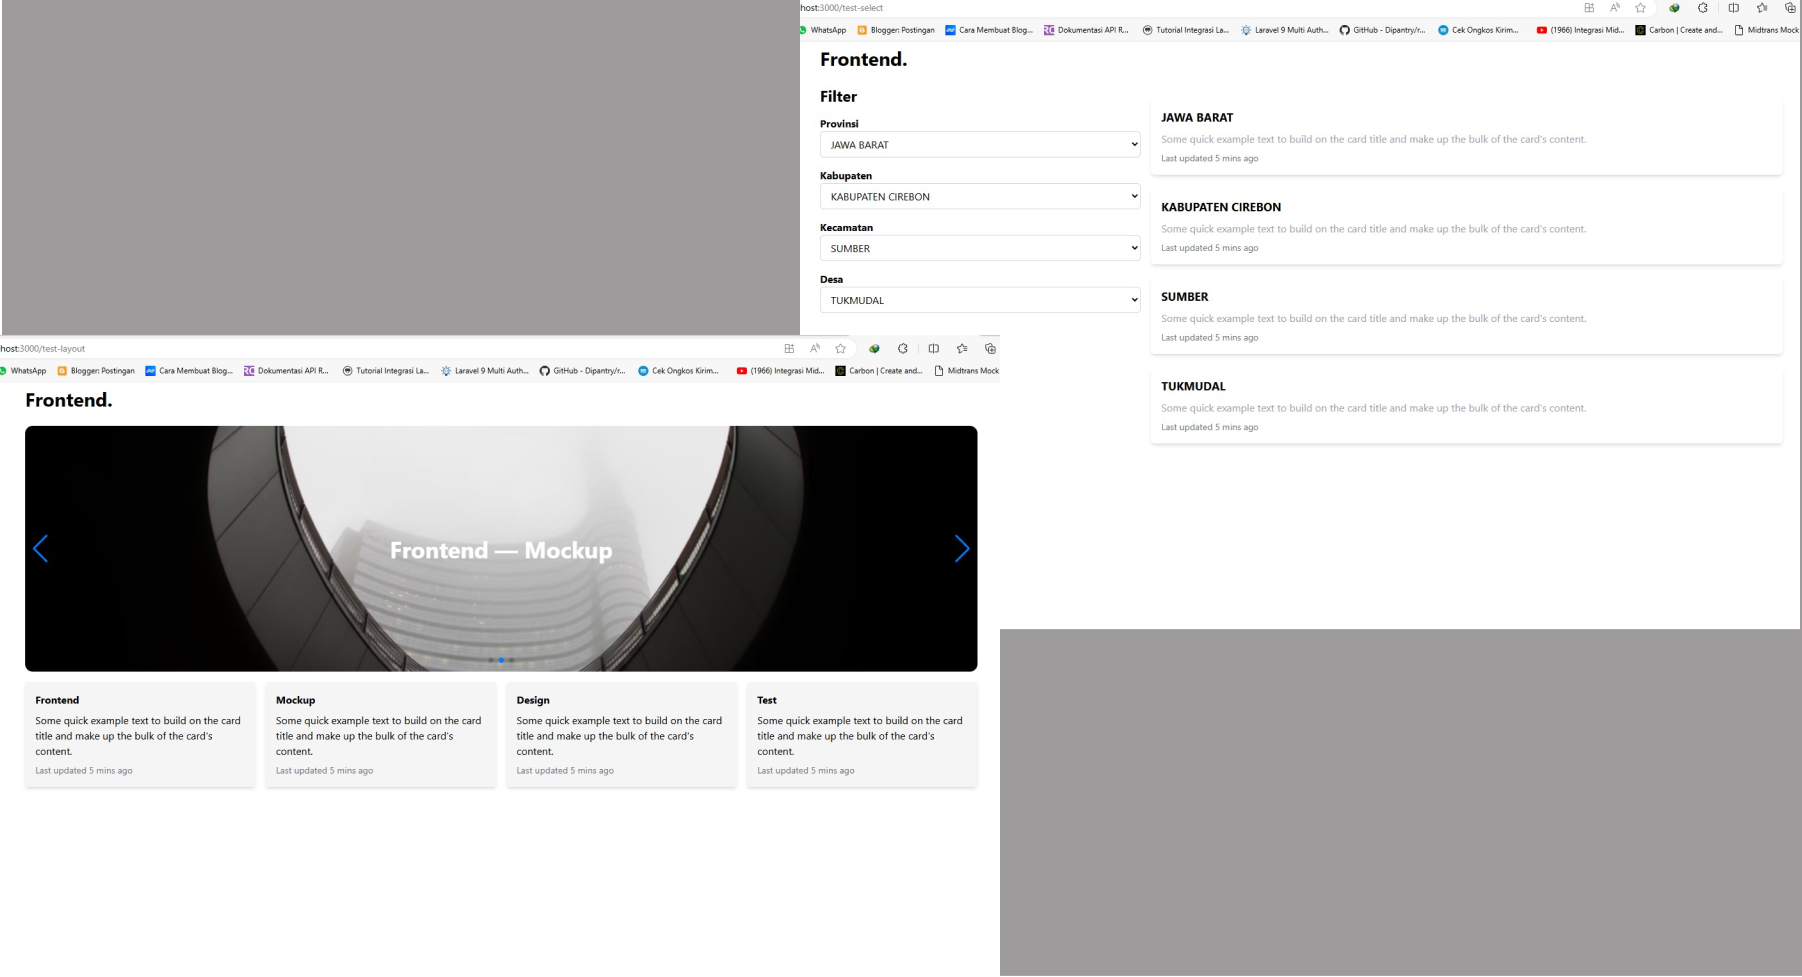 host:3000/test-select
WhatsApp Blogger: Postingan Cara Membuat Blog... Dokumentasi API R... Tutorial Integrasi La... Laravel 9 Multi Auth... GitHub - Dipantry/r... Cek Ongkos Kirim... (1966) Integrasi Mid... Carbon | Create and... Midtrans Mock
Frontend.
Filter
Provinsi
JAWA BARAT
Kabupaten
KABUPATEN CIREBON
Kecamatan
SUMBER
Desa
TUKMUDAL
JAWA BARAT
Some quick example text to build on the card title and make up the bulk of the card's content.
Last updated 5 mins ago
KABUPATEN CIREBON
Some quick example text to build on the card title and make up the bulk of the card's content.
Last updated 5 mins ago
SUMBER
Some quick example text to build on the card title and make up the bulk of the card's content.
Last updated 5 mins ago
TUKMUDAL
Some quick example text to build on the card title and make up the bulk of the card's content.
Last updated 5 mins ago
host:3000/test-layout
WhatsApp Blogger: Postingan Cara Membuat Blog... Dokumentasi API R... Tutorial Integrasi La... Laravel 9 Multi Auth... GitHub - Dipantry/r... Cek Ongkos Kirim... (1966) Integrasi Mid... Carbon | Create and... Midtrans Mock
Frontend.
Frontend — Mockup
Frontend
Some quick example text to build on the card
title and make up the bulk of the card's
content.
Last updated 5 mins ago
Mockup
Some quick example text to build on the card
title and make up the bulk of the card's
content.
Last updated 5 mins ago
Design
Some quick example text to build on the card
title and make up the bulk of the card's
content.
Last updated 5 mins ago
Test
Some quick example text to build on the card
title and make up the bulk of the card's
content.
Last updated 5 mins ago